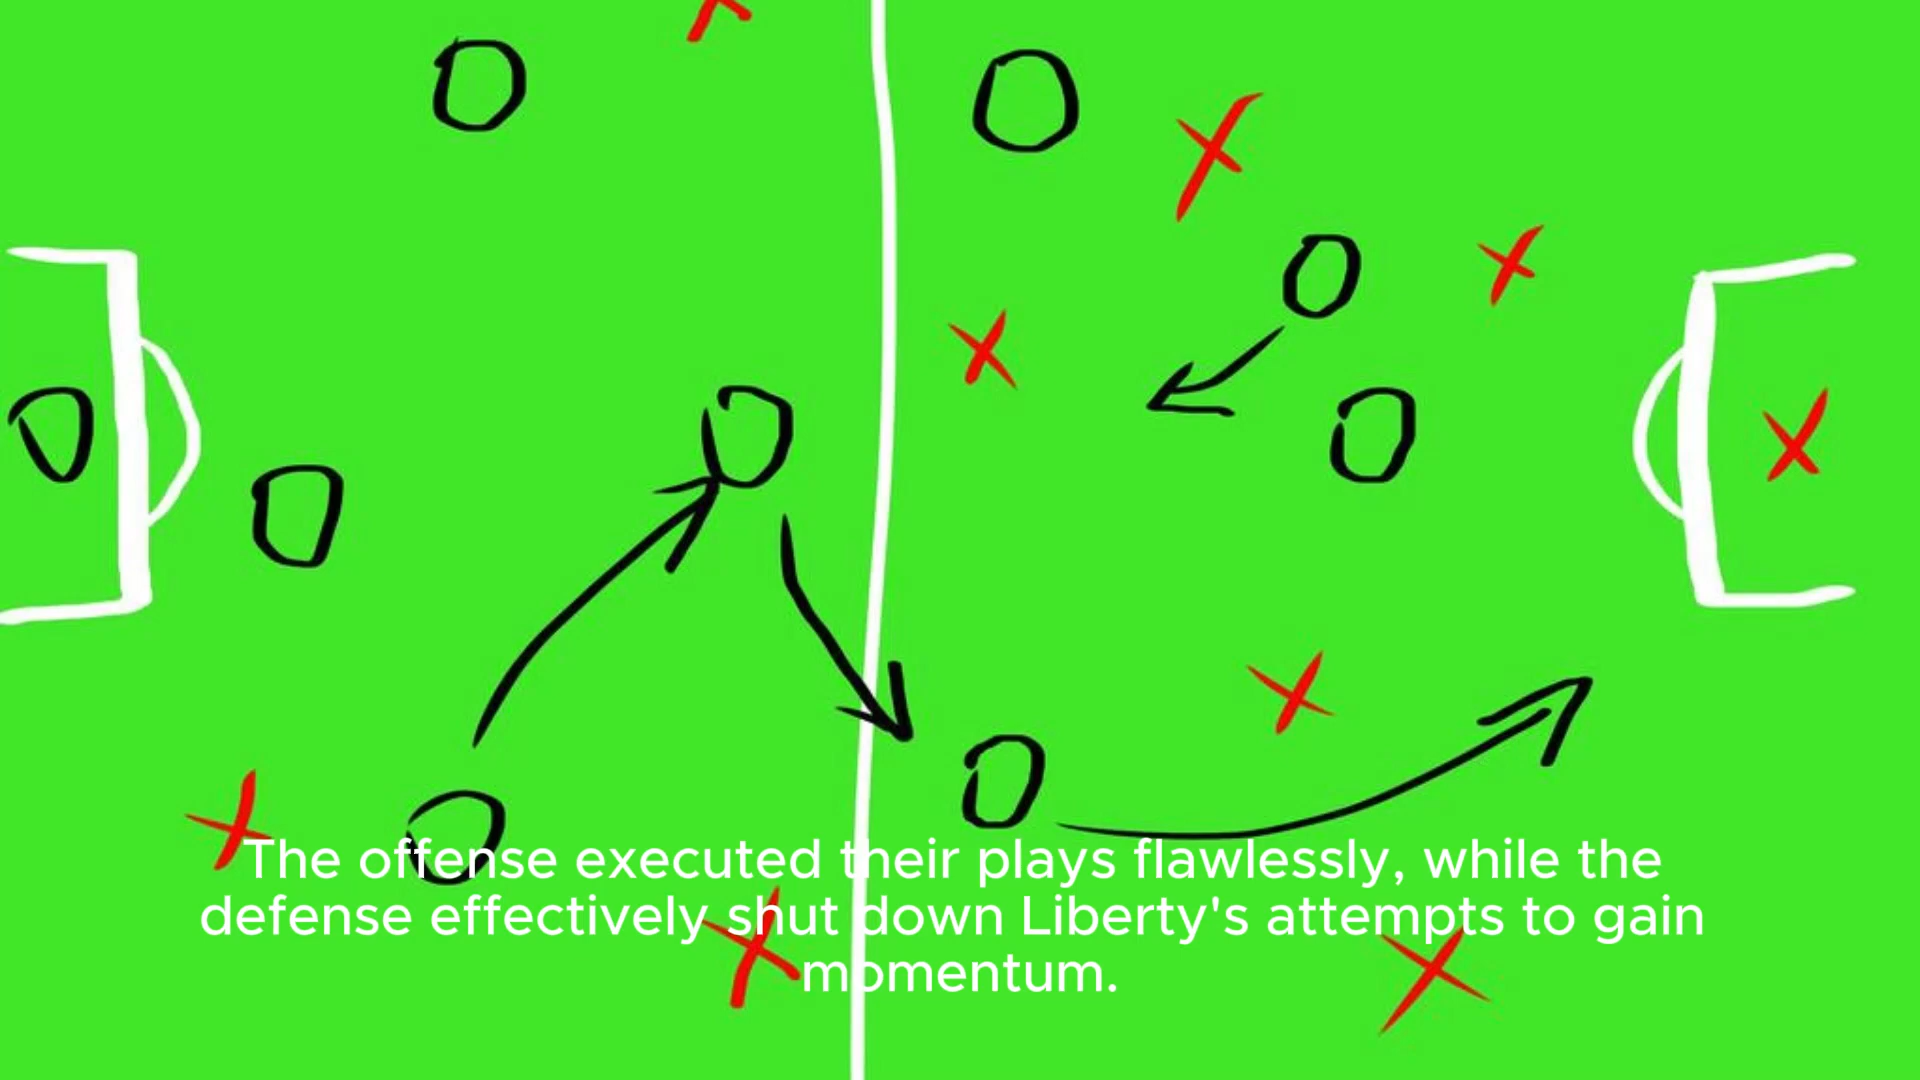 The offense executed their plays flawlessly, while the
defense effectively shut down Liberty's attempts to gain
momentum.